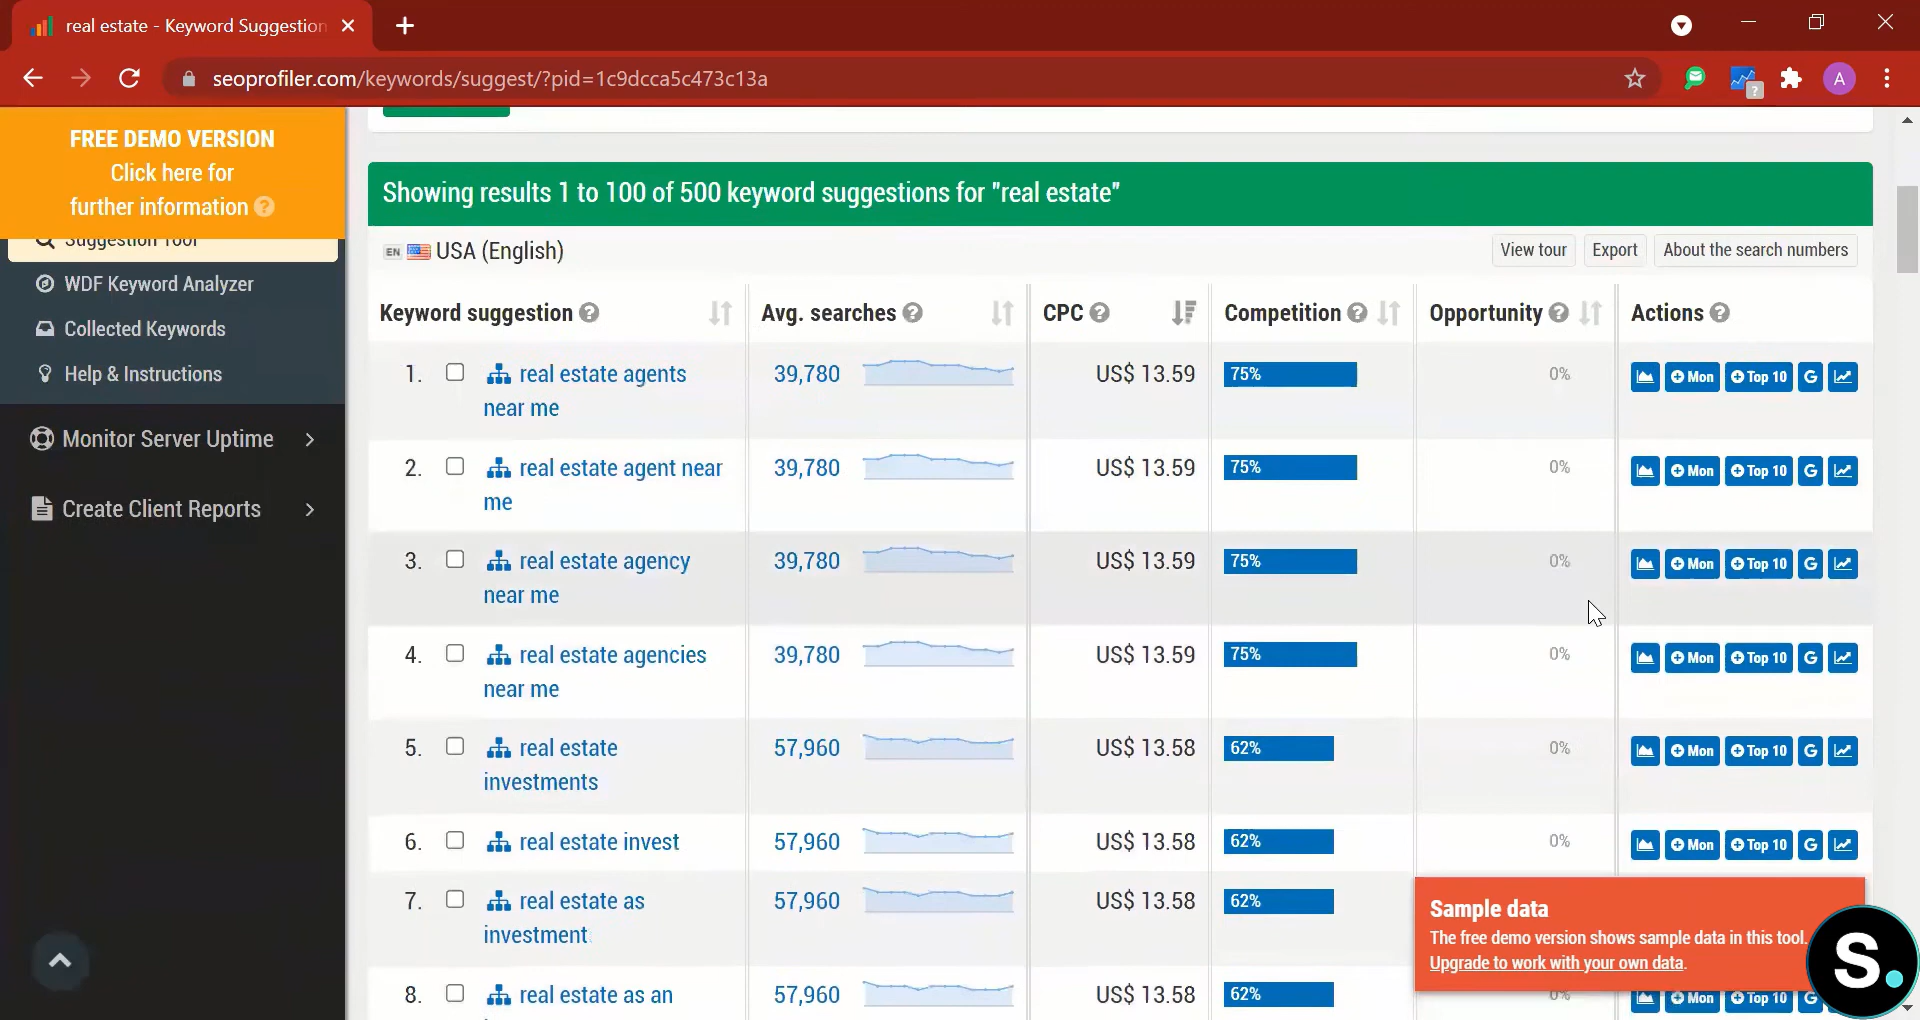 real estate - Keyword Suggestion
seoprofiler.com/keywords/suggest/?pid=1c9dcca5c473c13a
A
?
FREE DEMO VERSION
Click here for
further information ?
Suggestion Tool
WDF Keyword Analyzer
Collected Keywords
Help & Instructions
Monitor Server Uptime
Create Client Reports
Showing results 1 to 100 of 500 keyword suggestions for "real estate"
EN USA (English) View tour Export About the search numbers
Keyword suggestion ? Avg. searches ? CPC ? Competition ? Opportunity ? Actions ?
1. real estate agents 39,780 US$ 13.59 75% 0% Mon Top 10 G
near me
2. real estate agent near 39,780 US$ 13.59 75% 0% Mon Top 10 G
me
3. real estate agency 39,780 US$ 13.59 75% 0% Mon Top 10 G
near me
4. real estate agencies 39,780 US$ 13.59 75% 0% Mon Top 10 G
near me
5. real estate 57,960 US$ 13.58 62% 0% Mon Top 10 G
investments
6. real estate invest 57,960 US$ 13.58 62% 0% Mon Top 10 G
7. real estate as 57,960 US$ 13.58 62%
investment
8. real estate as an 57,960 US$ 13.58 62% 0% Mon Top 10 G
Sample data
The free demo version shows sample data in this tool.
Upgrade to work with your own data.
S.